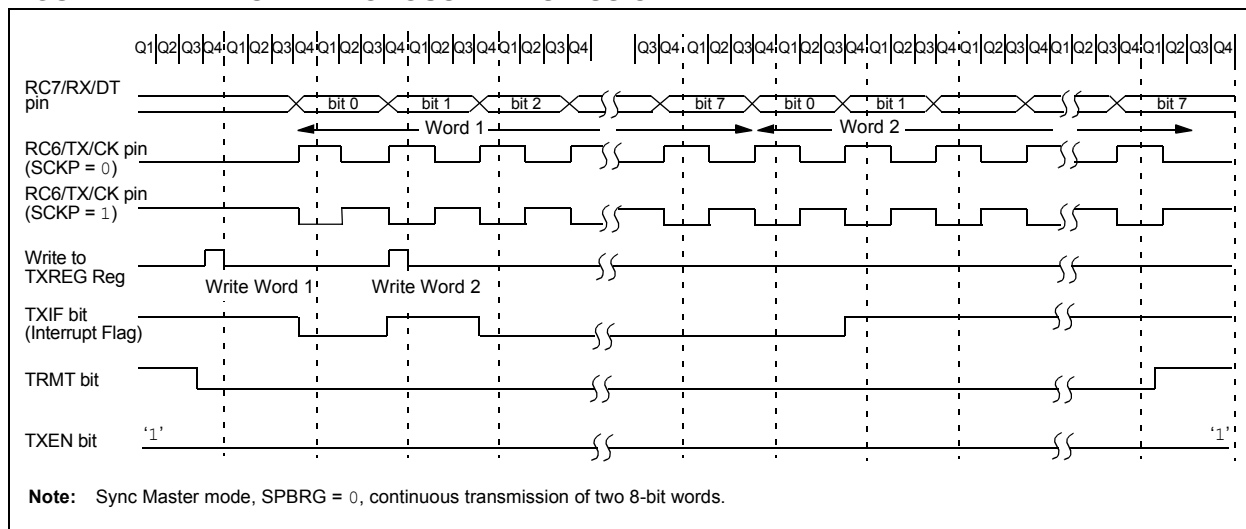 Q1 Q2 Q3 Q4 Q1 Q2 Q3 Q4 Q1 Q2 Q3 Q4 Q1 Q2 Q3 Q4 Q1 Q2 Q3 Q4 Q3 Q4 Q1 Q2 Q3 Q4 Q1 Q2 Q3 Q4 Q1 Q2 Q3 Q4 Q1 Q2 Q3 Q4 Q1 Q2 Q3 Q4 Q1 Q2 Q3 Q4
RC7/RX/DT
pin
bit 0 bit 1 bit 2 bit 7 bit 0 bit 1 bit 7
Word 1 Word 2
RC6/TX/CK pin
(SCKP = 0)
RC6/TX/CK pin
(SCKP = 1)
Write to
TXREG Reg
Write Word 1 Write Word 2
TXIF bit
(Interrupt Flag)
TRMT bit
TXEN bit
‘1’ ‘1’
Note: Sync Master mode, SPBRG = 0, continuous transmission of two 8-bit words.